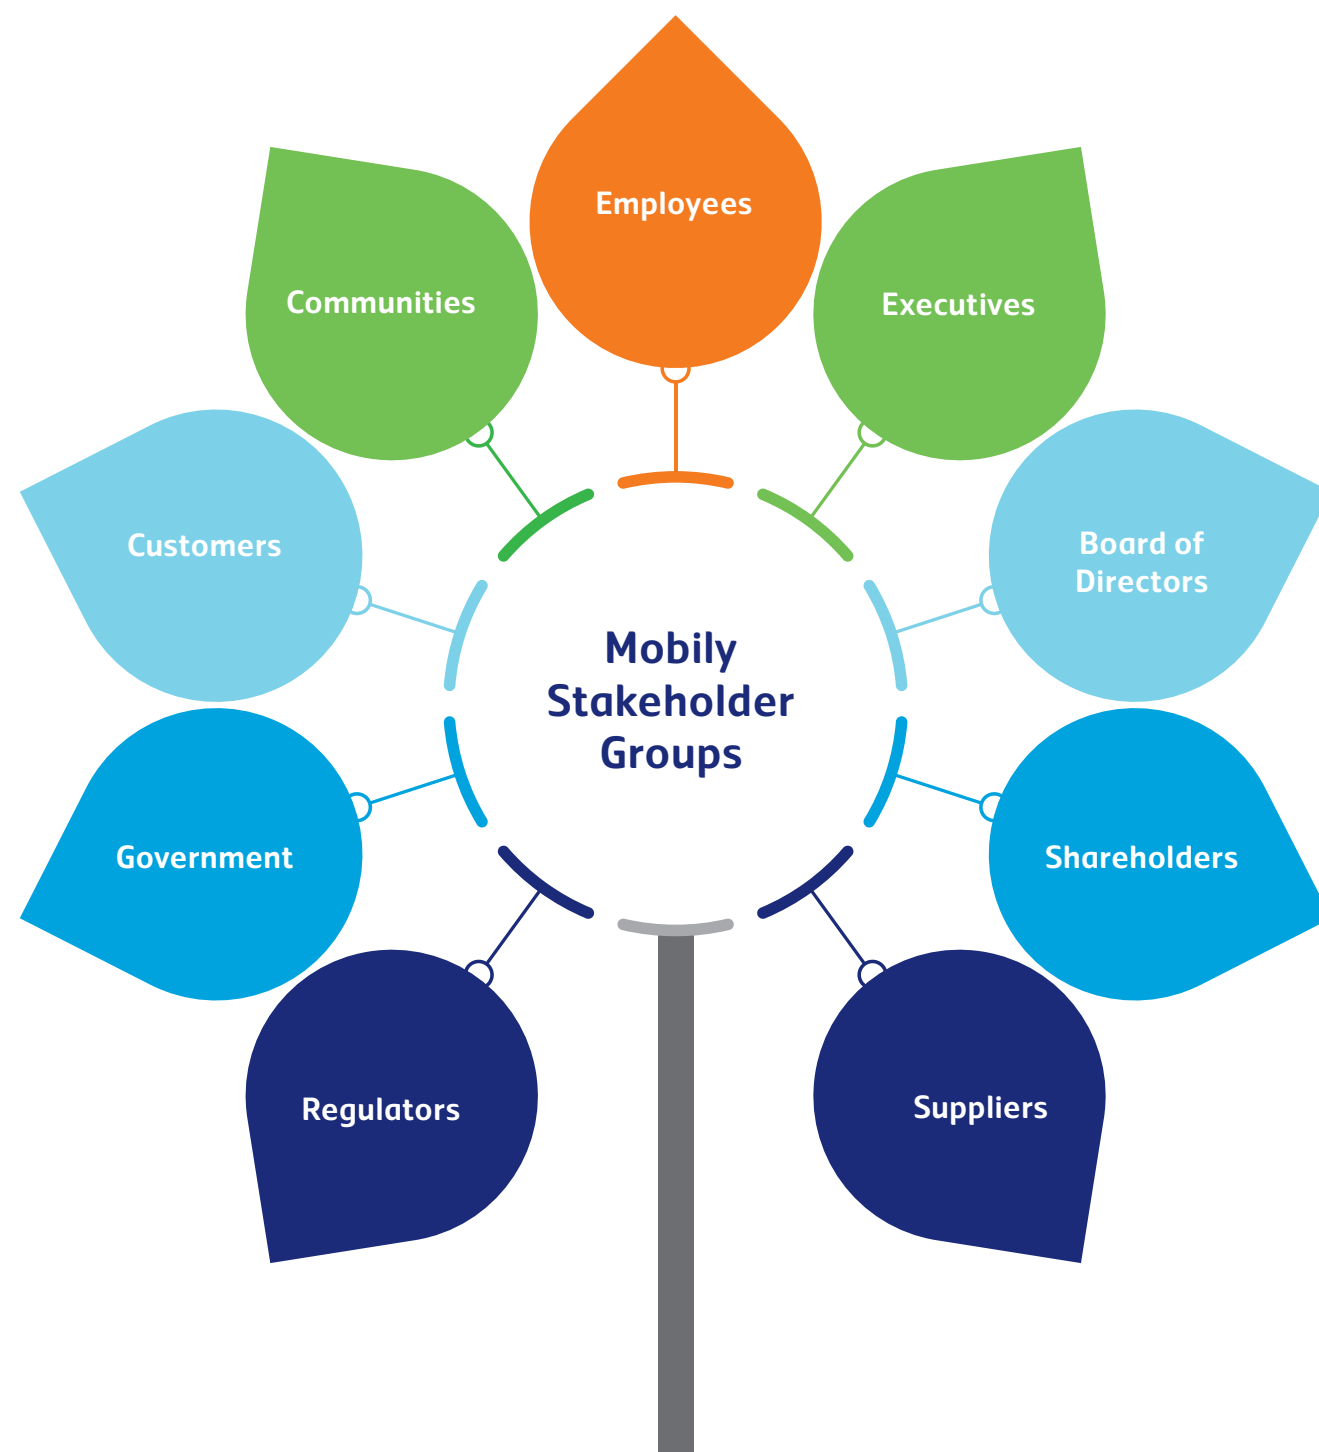 Employees
Communities
Executives
Customers
Board of
Directors
Mobily
Stakeholder
Groups
Government
Shareholders
Regulators
Suppliers